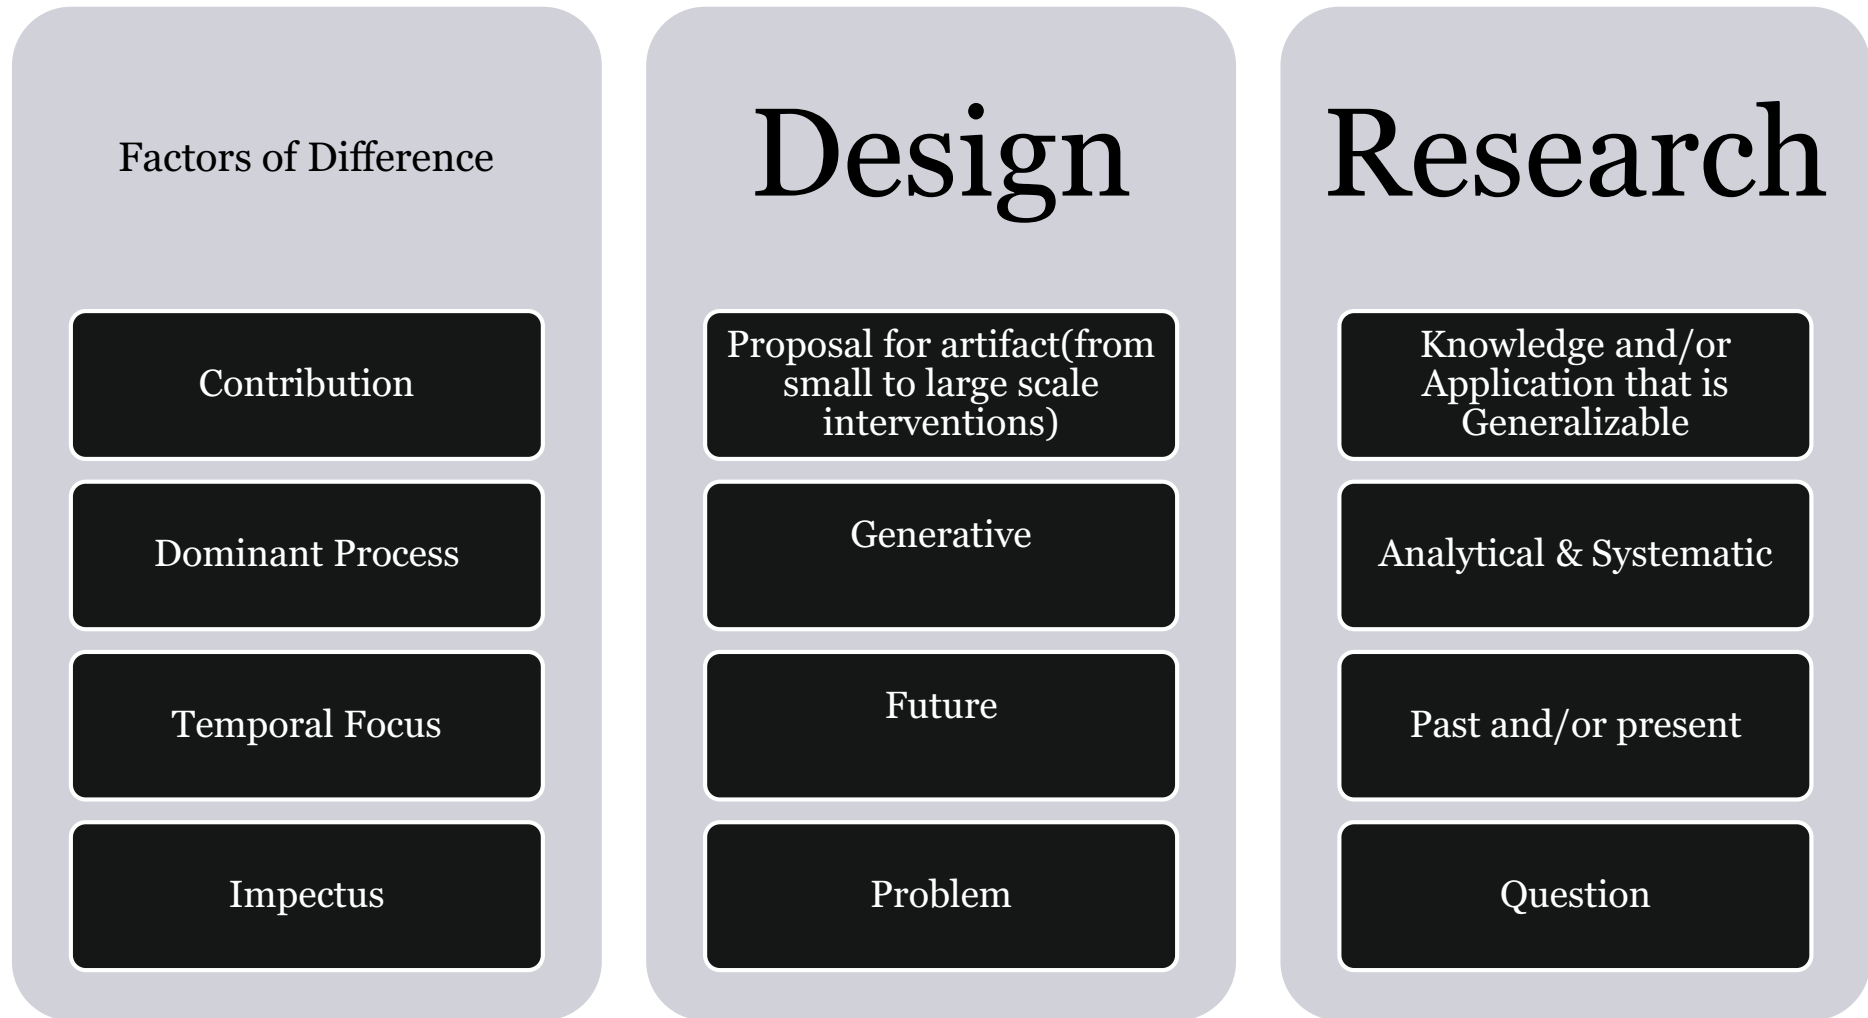 Factors of Difference
Contribution
Dominant Process
Temporal Focus
Impectus
Design
Proposal for artifact(from
small to large scale
interventions)
Generative
Future
Problem
Research
Knowledge and/or
Application that is
Generalizable
Analytical & Systematic
Past and/or present
Question